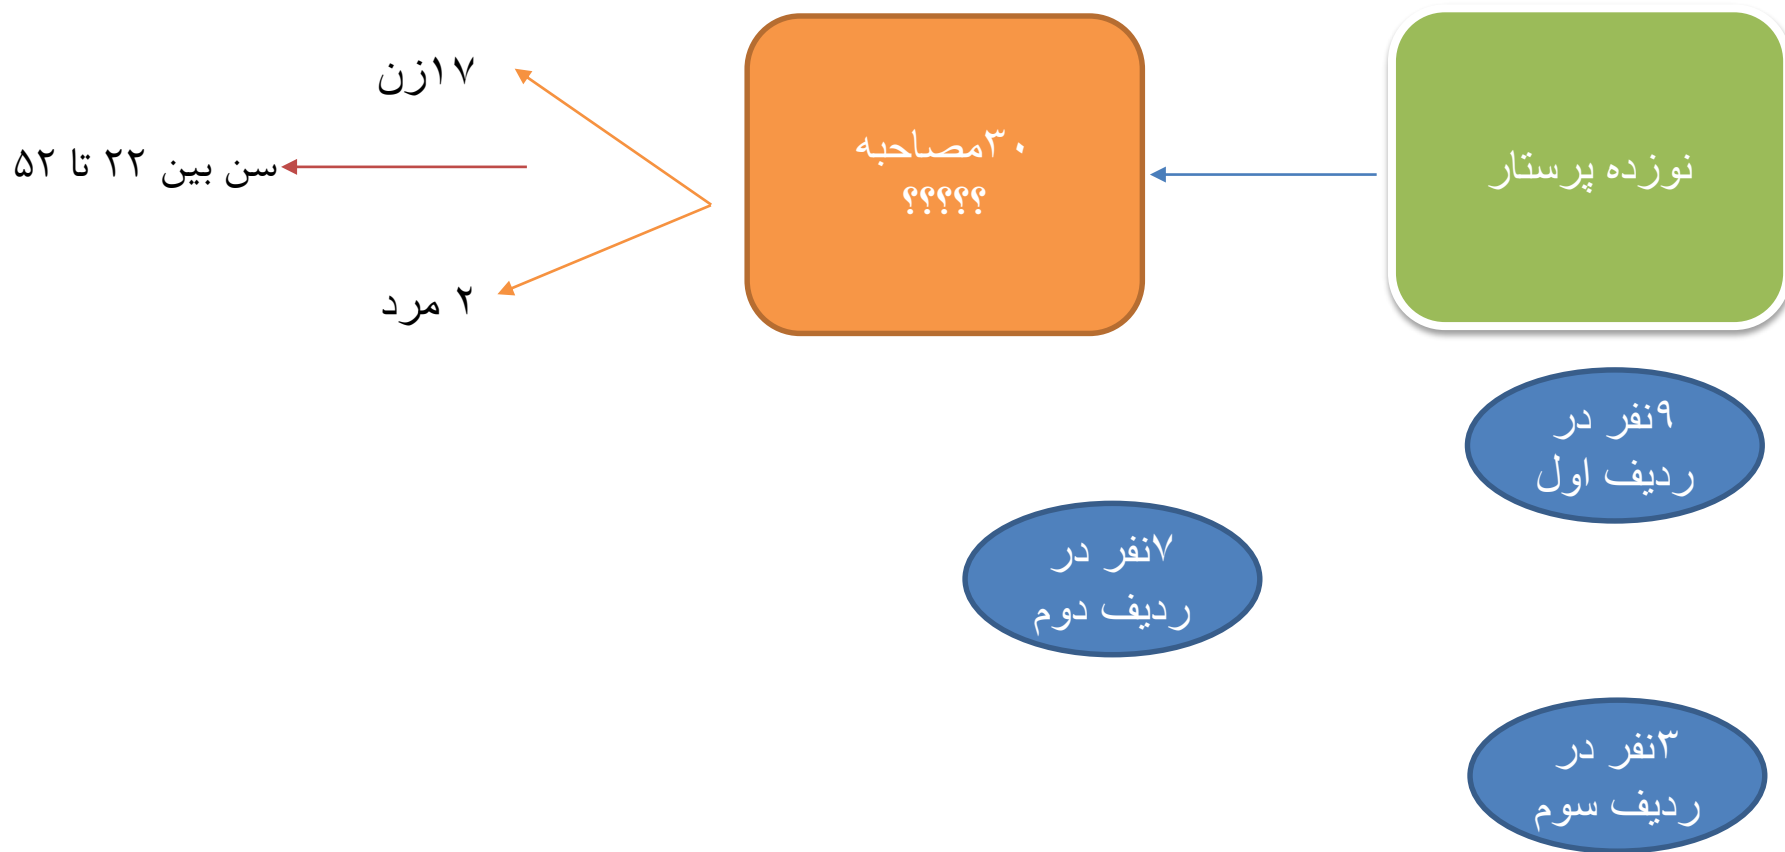 نوزده پرستار
۳۰مصاحبه
؟؟؟؟؟
۱۷زن
سن بین ۲۲ تا ۵۲
۲ مرد
۹نفر در
ردیف اول
۷نفر در
ردیف دوم
۳نفر در
ردیف سوم